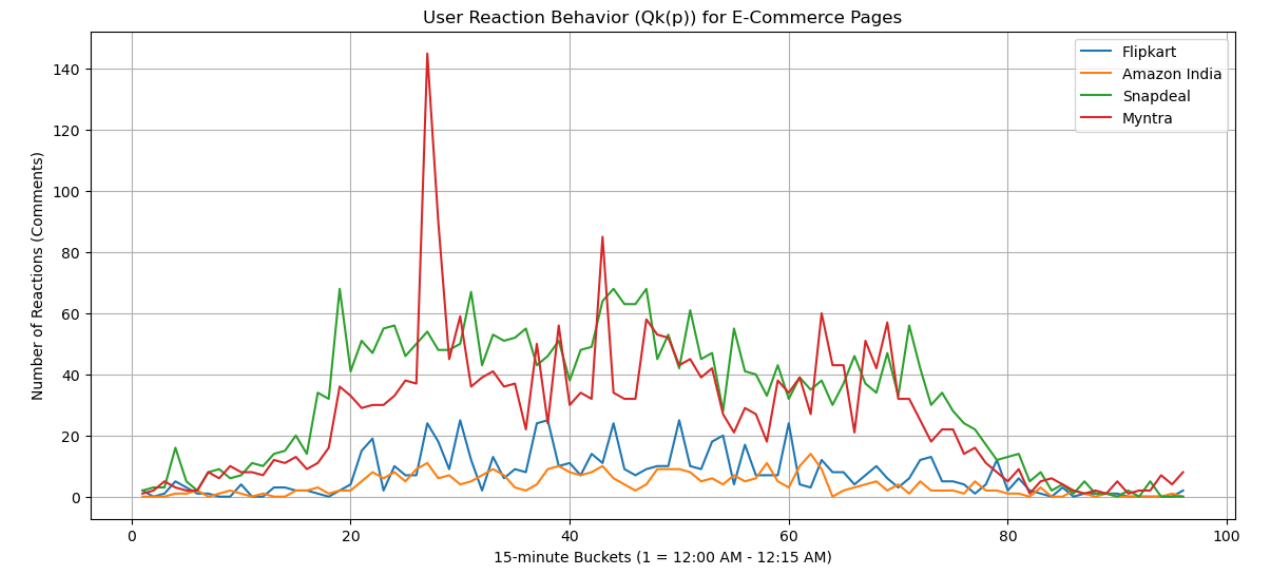 User Reaction Behavior (Qk(p)) for E-Commerce Pages
Flipkart
Amazon India
Snapdeal
Myntra
Number of Reactions (Comments)
140
120
100
80
60
40
20
0
0 20 40 60 80 100
15-minute Buckets (1 = 12:00 AM - 12:15 AM)